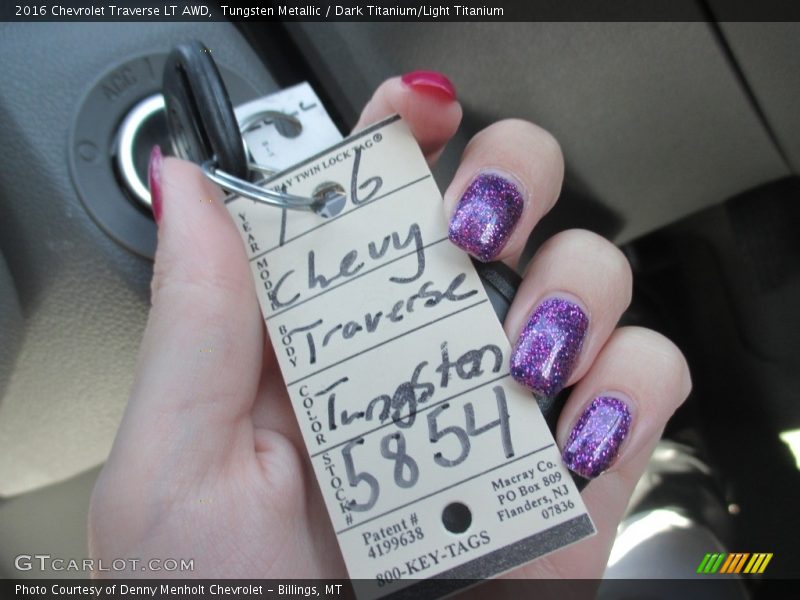 2016 Chevrolet Traverse LT AWD, Tungsten Metallic / Dark Titanium/Light Titanium
ACC
TWIN LOCK TAG®
YEAR 16
MODEL Chevy
BODY Traverse
COLOR Tungston
STOCK# 5854
Patent #
4199638
Macray Co.
PO Box 809
Flanders, NJ
07836
800-KEY-TAGS
GTCARLOT.COM
Photo Courtesy of Denny Menholt Chevrolet – Billings, MT